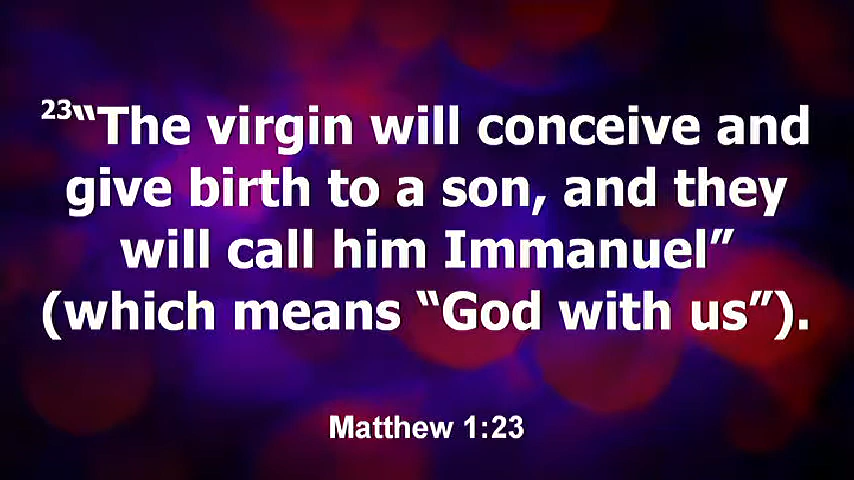 23“The virgin will conceive and
give birth to a son, and they
will call him Immanuel”
(which means “God with us”).
Matthew 1:23